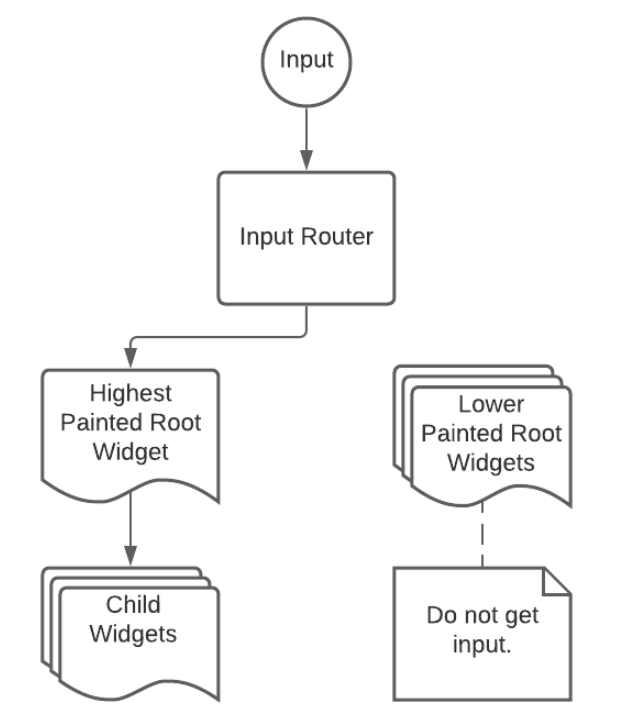 Input
Input Router
Highest
Painted Root
Widget
Lower
Painted Root
Widgets
Child
Widgets
Do not get
input.